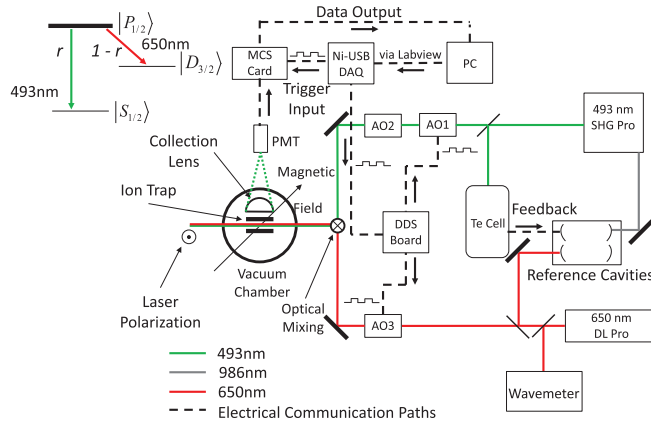 |P1/2⟩
r
1 - r
650nm
|D3/2⟩
493nm
|S1/2⟩
Data Output
MCS
Card
Ni-USB
DAQ
via Labview
PC
Trigger
Input
PMT
Collection
Lens
Magnetic
Field
Ion Trap
AO2
AO1
493 nm
SHG Pro
Te Cell
Feedback
DDS
Board
Reference Cavities
Laser
Polarization
Vacuum
Chamber
Optical
Mixing
AO3
650 nm
DL Pro
Wavemeter
493nm
986nm
650nm
Electrical Communication Paths